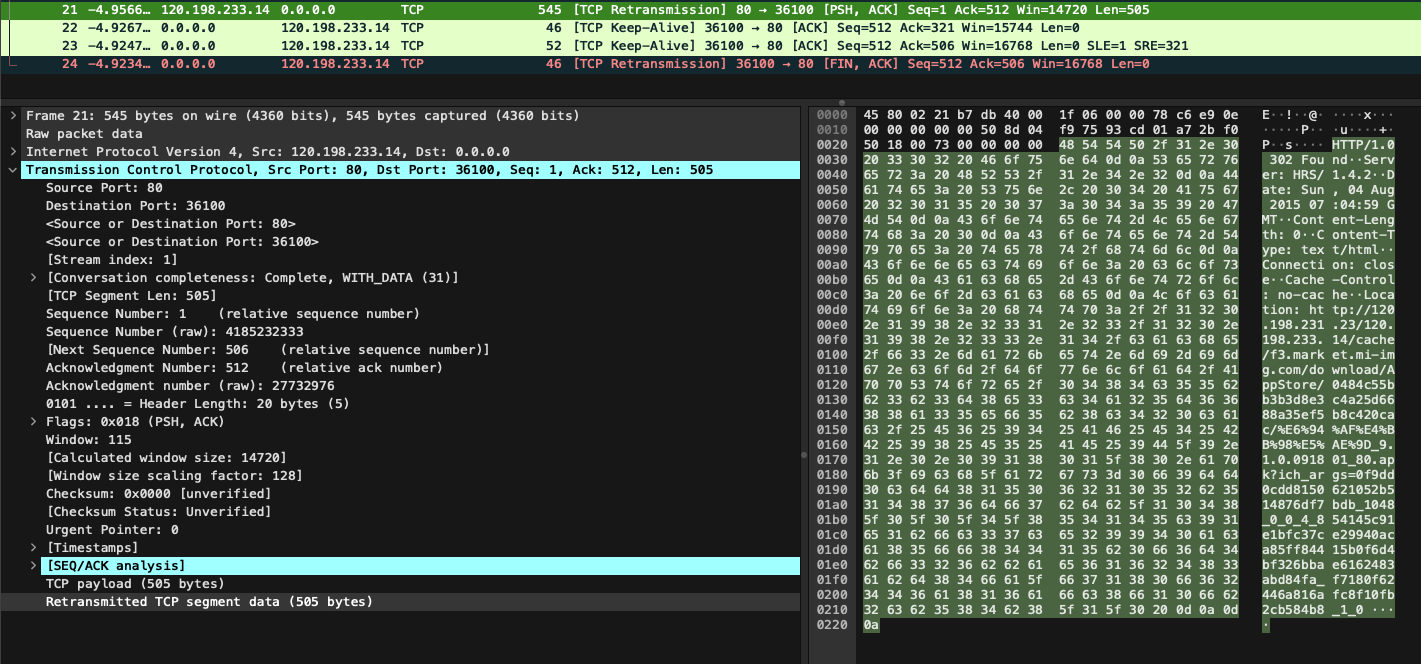 21 −4.9566… 120.198.233.14 0.0.0.0 TCP 545 [TCP Retransmission] 80 → 36100 [PSH, ACK] Seq=1 Ack=512 Win=14720 Len=505
22 −4.9267… 0.0.0.0 120.198.233.14 TCP 46 [TCP Keep-Alive] 36100 → 80 [ACK] Seq=512 Ack=321 Win=15744 Len=0
23 −4.9247… 0.0.0.0 120.198.233.14 TCP 52 [TCP Keep-Alive] 36100 → 80 [ACK] Seq=512 Ack=506 Win=16768 Len=0 SLE=1 SRE=321
24 −4.9234… 0.0.0.0 120.198.233.14 TCP 46 [TCP Retransmission] 36100 → 80 [FIN, ACK] Seq=512 Ack=506 Win=16768 Len=0
Frame 21: 545 bytes on wire (4360 bits), 545 bytes captured (4360 bits)
Raw packet data
Internet Protocol Version 4, Src: 120.198.233.14, Dst: 0.0.0.0
Transmission Control Protocol, Src Port: 80, Dst Port: 36100, Seq: 1, Ack: 512, Len: 505
Source Port: 80
Destination Port: 36100
<Source or Destination Port: 80>
<Source or Destination Port: 36100>
[Stream index: 1]
[Conversation completeness: Complete, WITH_DATA (31)]
[TCP Segment Len: 505]
Sequence Number: 1 (relative sequence number)
Sequence Number (raw): 4185232333
[Next Sequence Number: 506 (relative sequence number)]
Acknowledgment Number: 512 (relative ack number)
Acknowledgment number (raw): 27732976
0101 .... = Header Length: 20 bytes (5)
Flags: 0x018 (PSH, ACK)
Window: 115
[Calculated window size: 14720]
[Window size scaling factor: 128]
Checksum: 0x0000 [unverified]
[Checksum Status: Unverified]
Urgent Pointer: 0
[Timestamps]
[SEQ/ACK analysis]
TCP payload (505 bytes)
Retransmitted TCP segment data (505 bytes)
0000 45 80 02 21 b7 db 40 00 1f 06 00 00 78 c6 e9 0e E··!··@· ····x···
0010 00 00 00 00 00 50 8d 04 f9 75 93 cd 01 a7 2b f0 ·····P·· ·u····+·
0020 50 18 00 73 00 00 00 00 48 54 54 50 2f 31 2e 30 P··s···· HTTP/1.0
0030 20 33 30 32 20 46 6f 75 6e 64 0d 0a 53 65 72 76 302 Fou nd··Serv
0040 65 72 3a 20 48 52 53 2f 31 2e 34 2e 32 0d 0a 44 er: HRS/ 1.4.2··D
0050 61 74 65 3a 20 53 75 6e 2c 20 30 34 20 41 75 67 ate: Sun , 04 Aug
0060 20 32 30 31 35 20 30 37 3a 30 34 3a 35 39 20 47 2015 07 :04:59 G
0070 4d 54 0d 0a 43 6f 6e 74 65 6e 74 2d 4c 65 6e 67 MT··Cont ent-Leng
0080 74 68 3a 20 30 0d 0a 43 6f 6e 74 65 6e 74 2d 54 th: 0··C ontent-T
0090 79 70 65 3a 20 74 65 78 74 2f 68 74 6d 6c 0d 0a ype: tex t/html··
00a0 43 6f 6e 6e 65 63 74 69 6f 6e 3a 20 63 6c 6f 73 Connecti on: clos
00b0 65 0d 0a 43 61 63 68 65 2d 43 6f 6e 74 72 6f 6c e··Cache -Control
00c0 3a 20 6e 6f 2d 63 61 63 68 65 0d 0a 4c 6f 63 61 : no-cac he··Loca
00d0 74 69 6f 6e 3a 20 68 74 74 70 3a 2f 2f 31 32 30 tion: ht tp://120
00e0 2e 31 39 38 2e 32 33 31 2e 32 33 2f 31 32 30 2e .198.231 .23/120.
00f0 31 39 38 2e 32 33 33 2e 31 34 2f 63 61 63 68 65 198.233. 14/cache
0100 2f 66 33 2e 6d 61 72 6b 65 74 2e 6d 69 2d 69 6d /f3.mark et.mi-im
0110 67 2e 63 6f 6d 2f 64 6f 77 6e 6c 6f 61 64 2f 41 g.com/do wnload/A
0120 70 70 53 74 6f 72 65 2f 30 34 38 34 63 35 35 62 ppStore/ 0484c55b
0130 62 33 62 33 64 38 65 33 63 34 61 32 35 64 36 36 b3b3d8e3 c4a25d66
0140 38 38 61 33 35 65 66 35 62 38 63 34 32 30 63 61 88a35ef5 b8c420ca
0150 63 2f 25 45 36 25 39 34 25 41 46 25 45 34 25 42 c/%E6%94 %AF%E4%B
0160 42 25 39 38 25 45 35 25 41 45 25 39 44 5f 39 2e B%98%E5% AE%9D_9.
0170 31 2e 30 2e 30 39 31 38 30 31 5f 38 30 2e 61 70 1.0.0918 01_80.ap
0180 6b 3f 69 63 68 5f 61 72 67 73 3d 30 66 39 64 64 k?ich_ar gs=0f9dd
0190 30 63 64 64 38 31 35 30 36 32 31 30 35 32 62 35 0cdd8150 621052b5
01a0 31 34 38 37 36 64 66 37 62 64 62 5f 31 30 34 38 14876df7 bdb_1048
01b0 5f 30 5f 30 5f 34 5f 38 35 34 31 34 35 63 39 31 _0_0_4_8 54145c91
01c0 65 31 62 66 63 33 37 63 65 32 39 39 34 30 61 63 e1bfc37c e29940ac
01d0 61 38 35 66 66 38 34 34 31 35 62 30 66 36 64 34 a85ff844 15b0f6d4
01e0 62 66 33 32 36 62 62 61 65 36 31 36 32 34 38 33 bf326bba e6162483
01f0 61 62 64 38 34 66 61 5f 66 37 31 38 30 66 36 32 abd84fa_ f7180f62
0200 34 34 36 61 38 31 36 61 66 63 38 66 31 30 66 62 446a816a fc8f10fb
0210 32 63 62 35 38 34 62 38 5f 31 5f 30 20 0d 0a 0d 2cb584b8 _1_0 ···
0220 0a ·